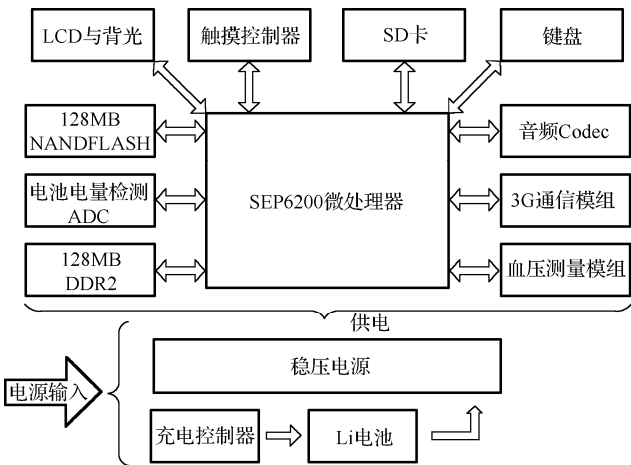 LCD与背光
触摸控制器
SD卡
键盘
128MB
NANDFLASH
音频Codec
电池电量检测
ADC
SEP6200微处理器
3G通信模组
128MB
DDR2
血压测量模组
供电
稳压电源
电源输入
充电控制器
Li电池